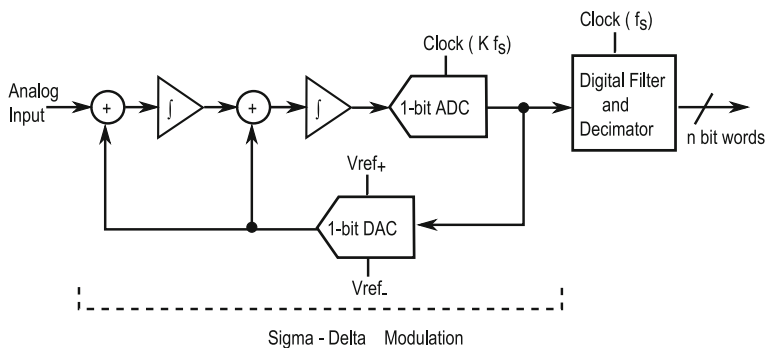 Clock ( K fs)
Clock ( fs)
Analog
Input
+
∫
+
∫
1-bit ADC
Digital Filter
and
Decimator
n bit words
Vref+
1-bit DAC
Vref-
Sigma - Delta Modulation